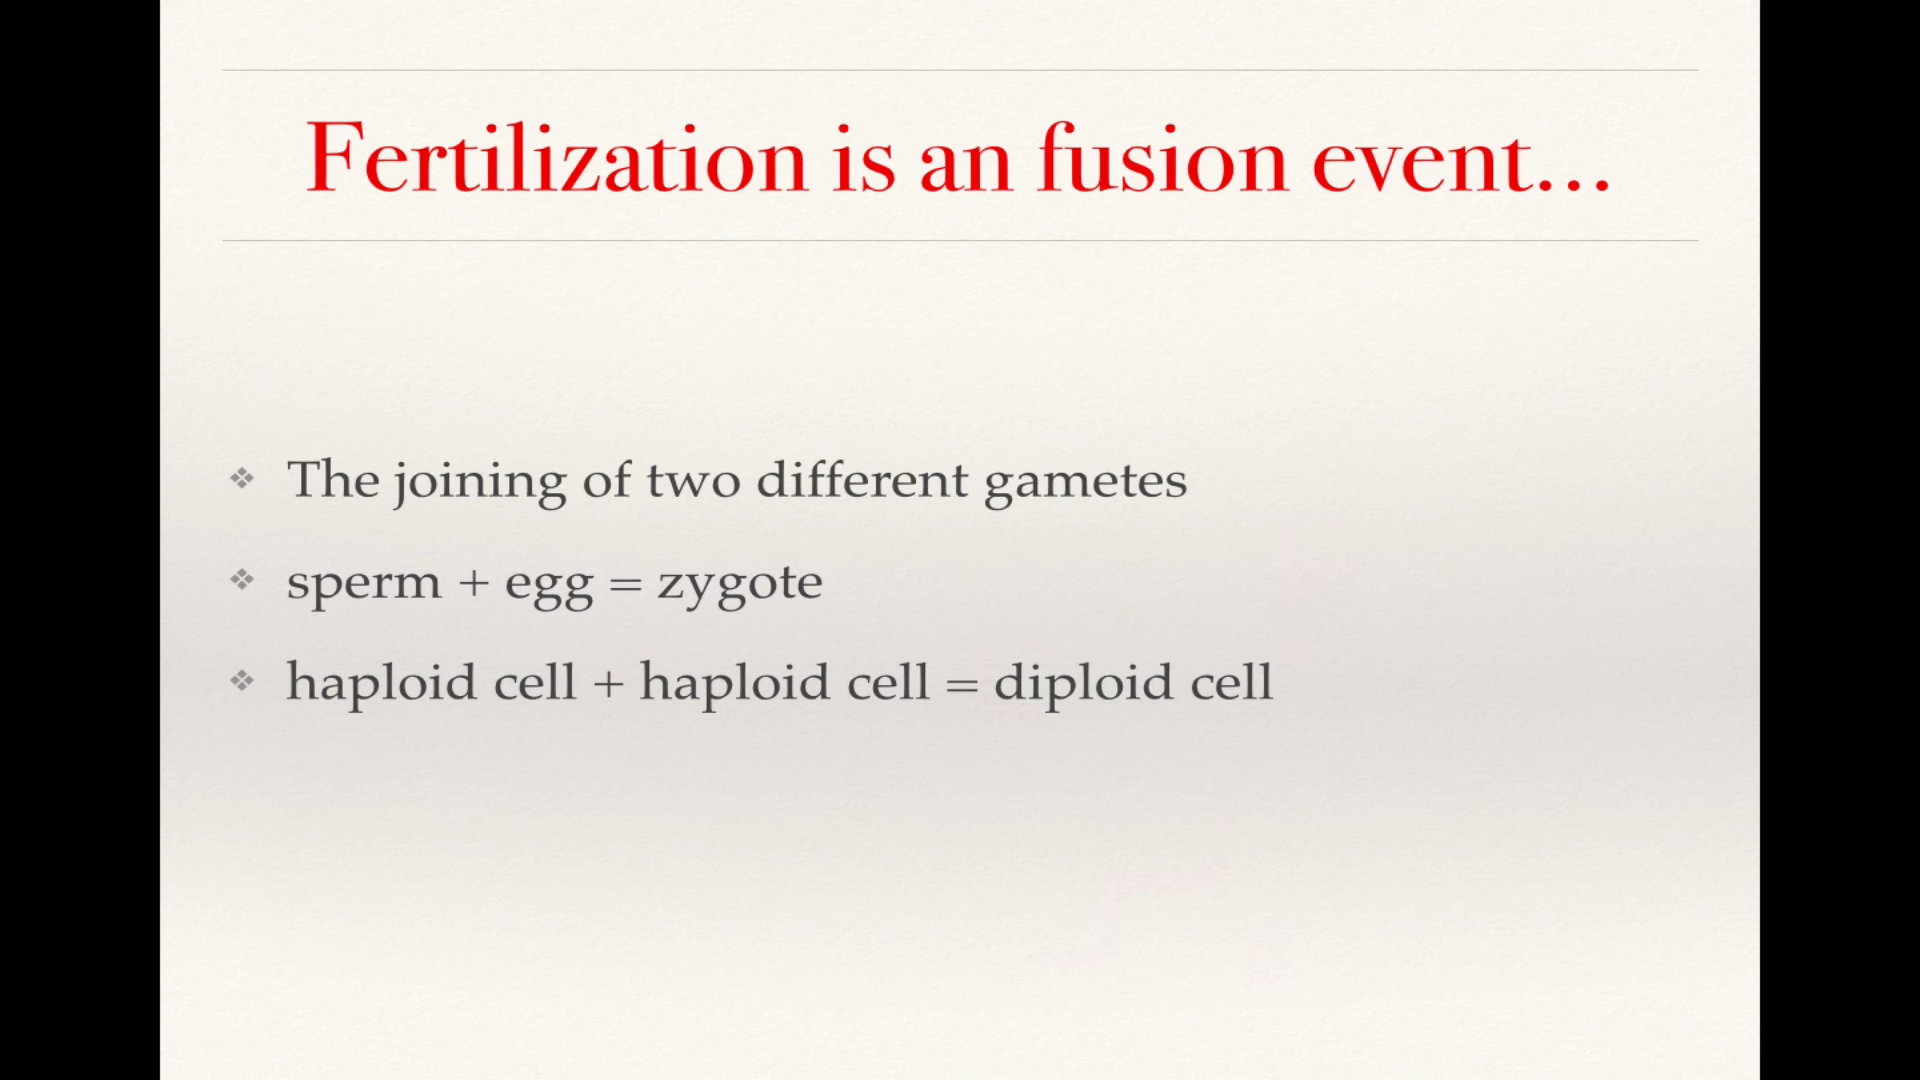 Fertilization is an fusion event...
The joining of two different gametes
sperm + egg = zygote
haploid cell + haploid cell = diploid cell